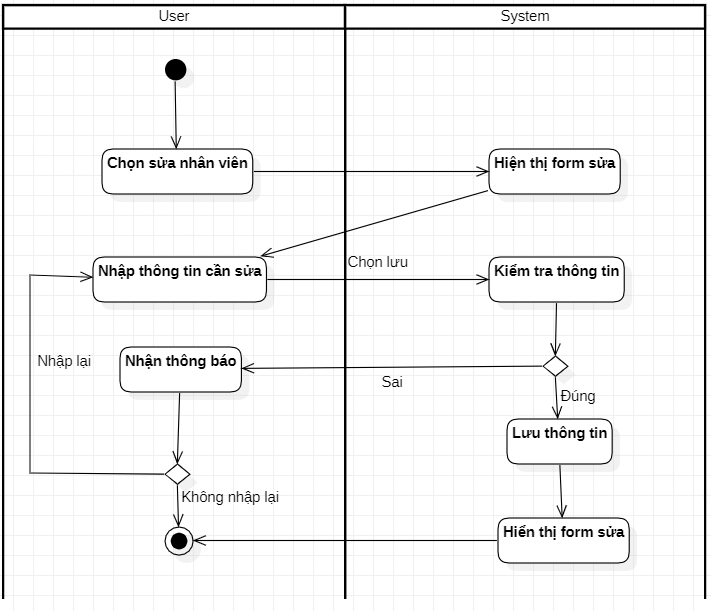 User
System
Chọn sửa nhân viên
Hiện thị form sửa
Nhập thông tin cần sửa
Chọn lưu
Kiểm tra thông tin
Nhập lại
Nhận thông báo
Sai
Đúng
Lưu thông tin
Không nhập lại
Hiển thị form sửa